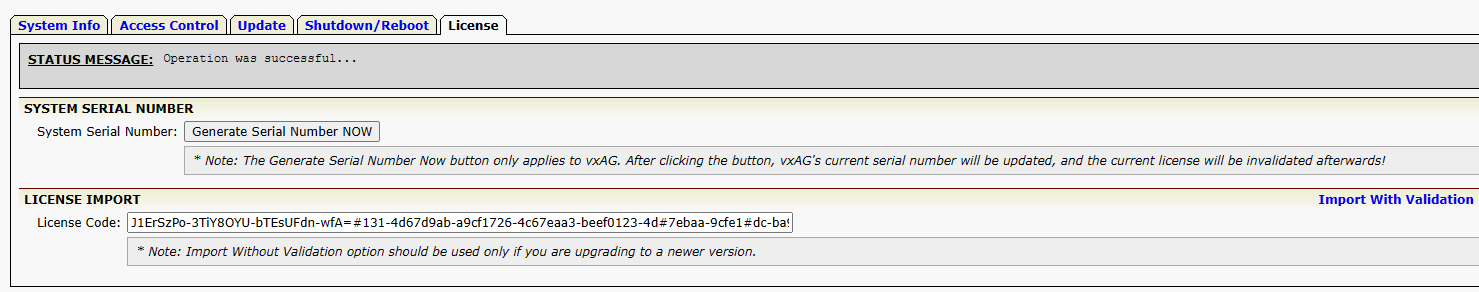 System Info Access Control Update Shutdown/Reboot License
STATUS MESSAGE: Operation was successful...
SYSTEM SERIAL NUMBER
System Serial Number: Generate Serial Number NOW
* Note: The Generate Serial Number Now button only applies to vxAG. After clicking the button, vxAG's current serial number will be updated, and the current license will be invalidated afterwards!
LICENSE IMPORT Import With Validation
License Code: J1ErSzPo-3TiY8OYU-bTEsUFdn-wfA=#131-4d67d9ab-a9cf1726-4c67eaa3-beef0123-4d#7ebaa-9cfe1#dc-ba9
* Note: Import Without Validation option should be used only if you are upgrading to a newer version.